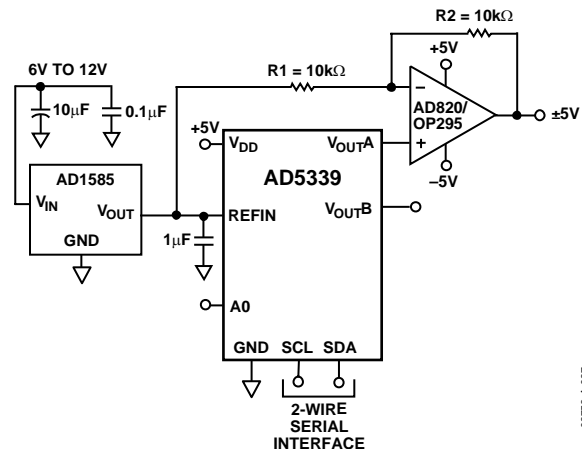 R2 = 10kΩ
6V TO 12V
R1 = 10kΩ
+5V
10µF
0.1µF
+5V
−
AD820/
OP295
±5V
+
VDD
VOUTA
−5V
AD1585
AD5339
VIN
VOUT
REFIN
VOUTB
GND
1µF
A0
GND SCL SDA
2-WIRE
SERIAL
INTERFACE